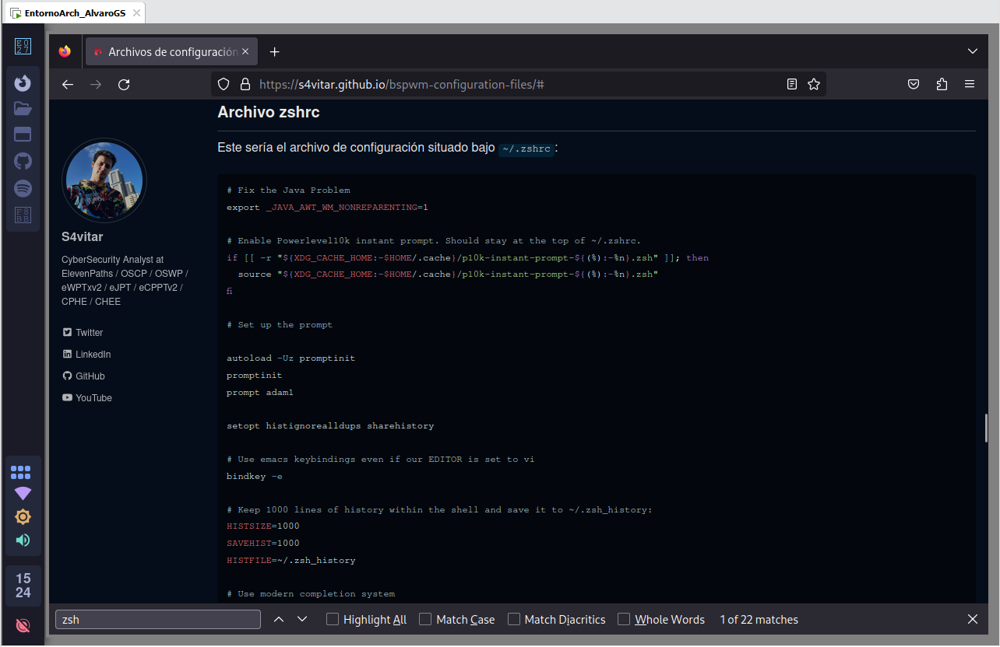 EntornoArch_AlvaroGS
Archivos de configuración
https://s4vitar.github.io/bspwm-configuration-files/#
S4vitar
CyberSecurity Analyst at
ElevenPaths / OSCP / OSWP /
eWPTxv2 / eJPT / eCPPTv2 /
CPHE / CHEE
Twitter
LinkedIn
GitHub
YouTube
Archivo zshrc
Este sería el archivo de configuración situado bajo ~/.zshrc :
# Fix the Java Problem
export _JAVA_AWT_WM_NONREPARENTING=1
# Enable Powerlevel10k instant prompt. Should stay at the top of ~/.zshrc.
if [[ -r "${XDG_CACHE_HOME:-$HOME/.cache}/p10k-instant-prompt-${(%):-%n}.zsh" ]]; then
source "${XDG_CACHE_HOME:-$HOME/.cache}/p10k-instant-prompt-${(%):-%n}.zsh"
fi
# Set up the prompt
autoload -Uz promptinit
promptinit
prompt adam1
setopt histignorealldups sharehistory
# Use emacs keybindings even if our EDITOR is set to vi
bindkey -e
# Keep 1000 lines of history within the shell and save it to ~/.zsh_history:
HISTSIZE=1000
SAVEHIST=1000
HISTFILE=~/.zsh_history
# Use modern completion system
15
24
zsh
Highlight All
Match Case
Match Diacritics
Whole Words
1 of 22 matches